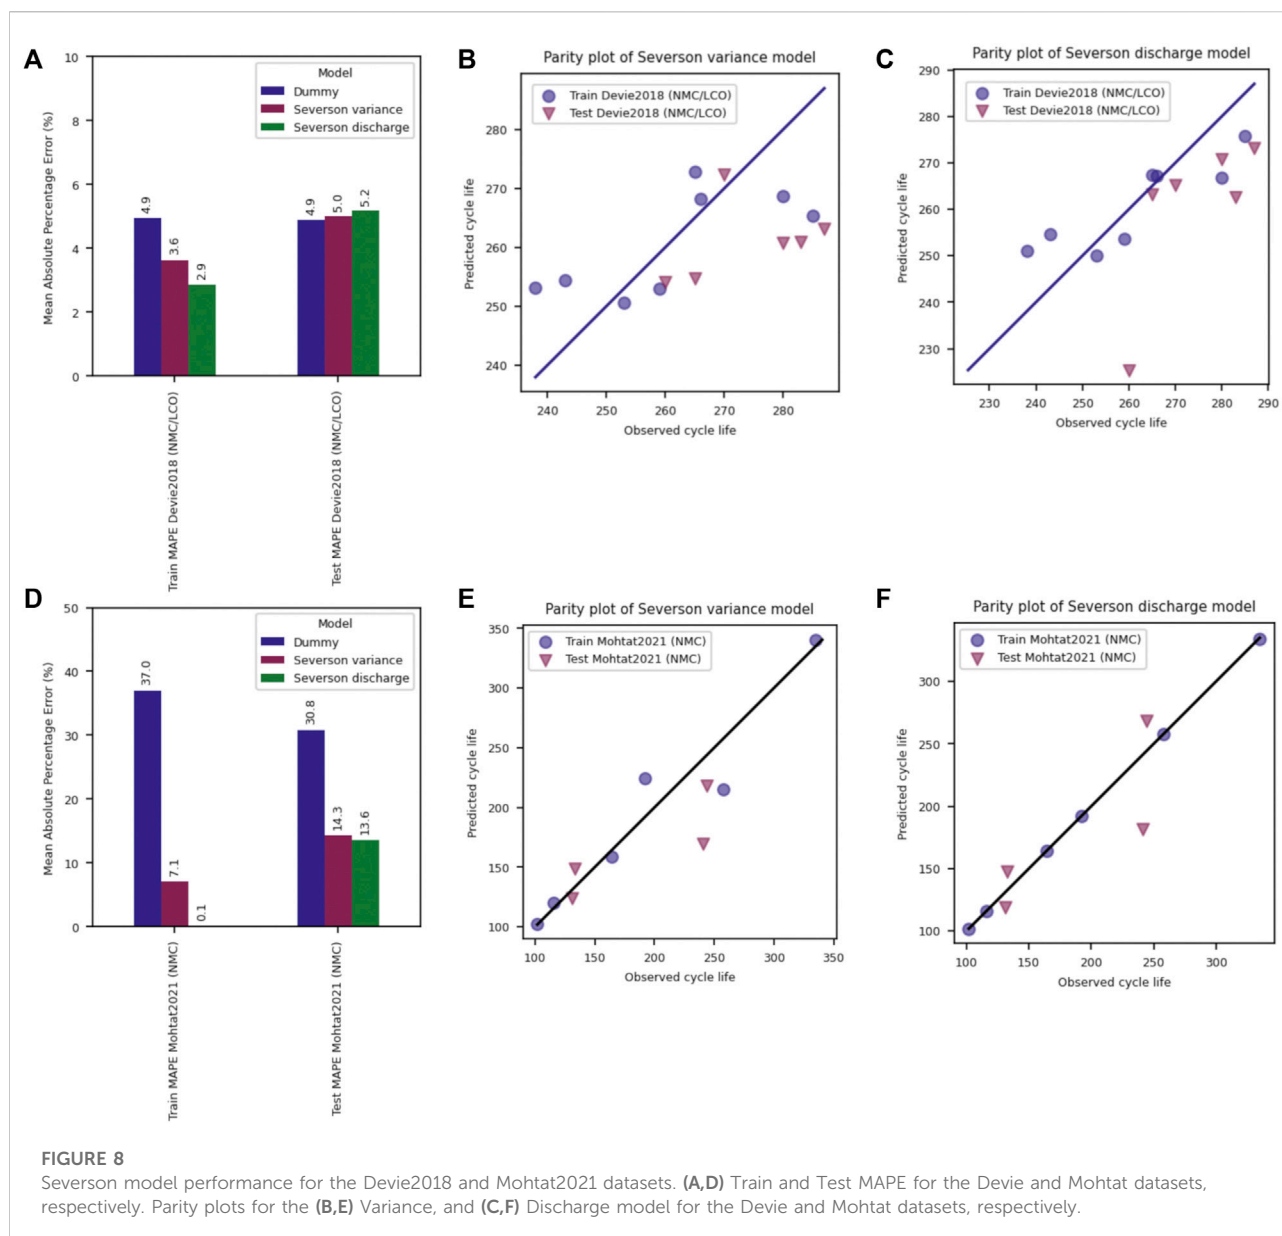 A
Mean Absolute Percentage Error (%)
10
8
6
4
2
0
Model
Dummy
Severson variance
Severson discharge
4.9
3.6
2.9
4.9
5.0
5.2
Train MAPE Devie2018 (NMC/LCO)
Test MAPE Devie2018 (NMC/LCO)
B
Parity plot of Severson variance model
Train Devie2018 (NMC/LCO)
Test Devie2018 (NMC/LCO)
Predicted cycle life
280
270
260
250
240
240 250 260 270 280
Observed cycle life
C
Parity plot of Severson discharge model
Train Devie2018 (NMC/LCO)
Test Devie2018 (NMC/LCO)
Predicted cycle life
290
280
270
260
250
240
230
230 240 250 260 270 280 290
Observed cycle life
D
Mean Absolute Percentage Error (%)
50
40
30
20
10
0
Model
Dummy
Severson variance
Severson discharge
37.0
7.1
0.1
30.8
14.3
13.6
Train MAPE Mohtat2021 (NMC)
Test MAPE Mohtat2021 (NMC)
E
Parity plot of Severson variance model
Train Mohtat2021 (NMC)
Test Mohtat2021 (NMC)
Predicted cycle life
350
300
250
200
150
100
100 150 200 250 300 350
Observed cycle life
F
Parity plot of Severson discharge model
Train Mohtat2021 (NMC)
Test Mohtat2021 (NMC)
Predicted cycle life
300
250
200
150
100
100 150 200 250 300
Observed cycle life
FIGURE 8
Severson model performance for the Devie2018 and Mohtat2021 datasets. (A,D) Train and Test MAPE for the Devie and Mohtat datasets,
respectively. Parity plots for the (B,E) Variance, and (C,F) Discharge model for the Devie and Mohtat datasets, respectively.